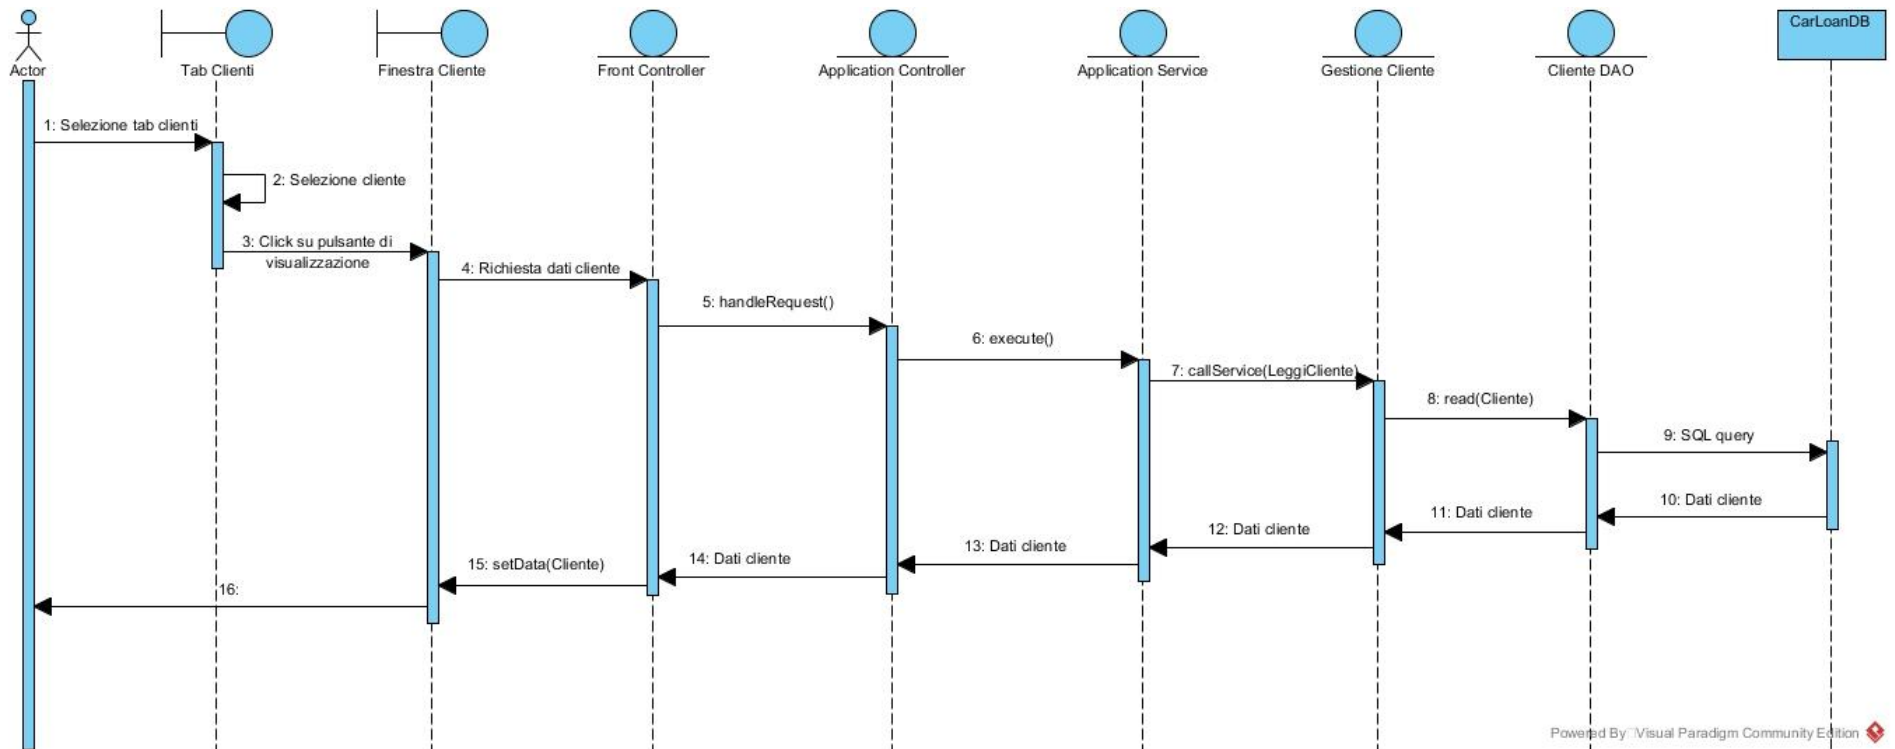 CarLoanDB
Actor
Tab Clienti
Finestra Cliente
Front Controller
Application Controller
Application Service
Gestione Cliente
Cliente DAO
1: Selezione tab clienti
2: Selezione cliente
3: Click su pulsante di
visualizzazione
4: Richiesta dati cliente
5: handleRequest()
6: execute()
7: callService(LeggiCliente)
8: read(Cliente)
9: SQL query
10: Dati cliente
11: Dati cliente
12: Dati cliente
13: Dati cliente
14: Dati cliente
15: setData(Cliente)
16:
Powered By Visual Paradigm Community Edition